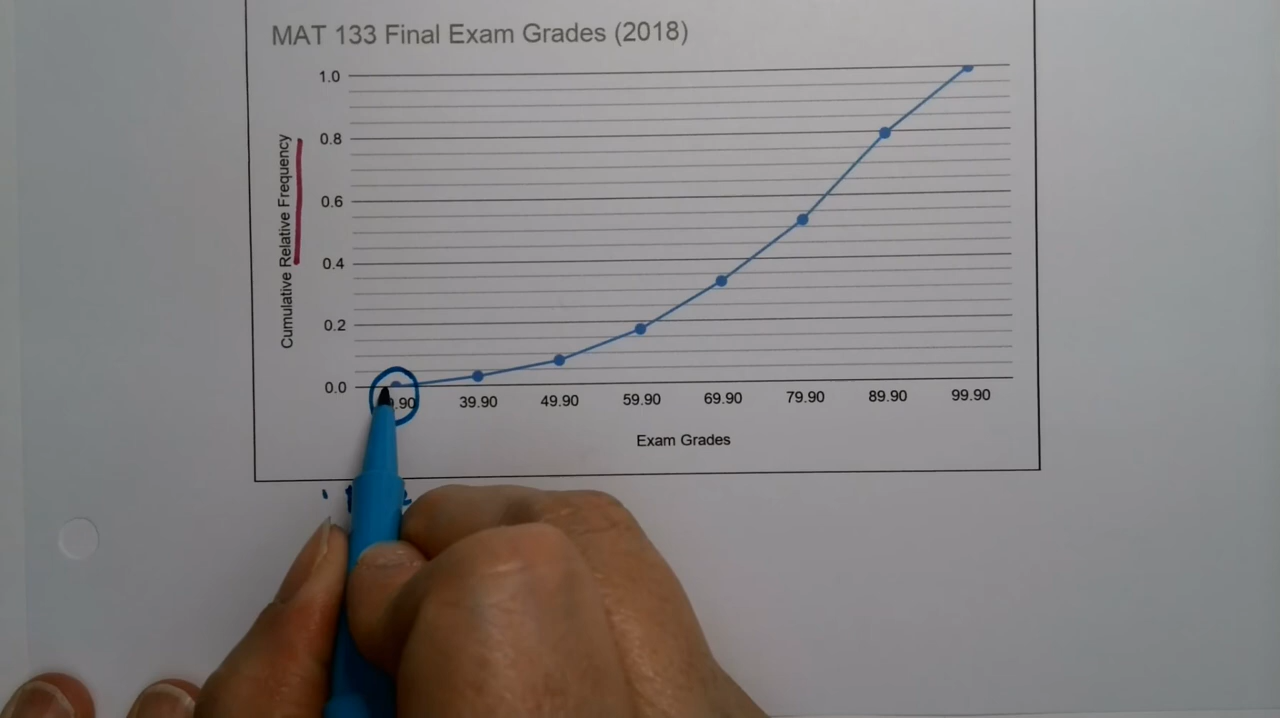 MAT 133 Final Exam Grades (2018)
Cumulative Relative Frequency
1.0
0.8
0.6
0.4
0.2
0.0
39.90 49.90 59.90 69.90 79.90 89.90 99.90
Exam Grades